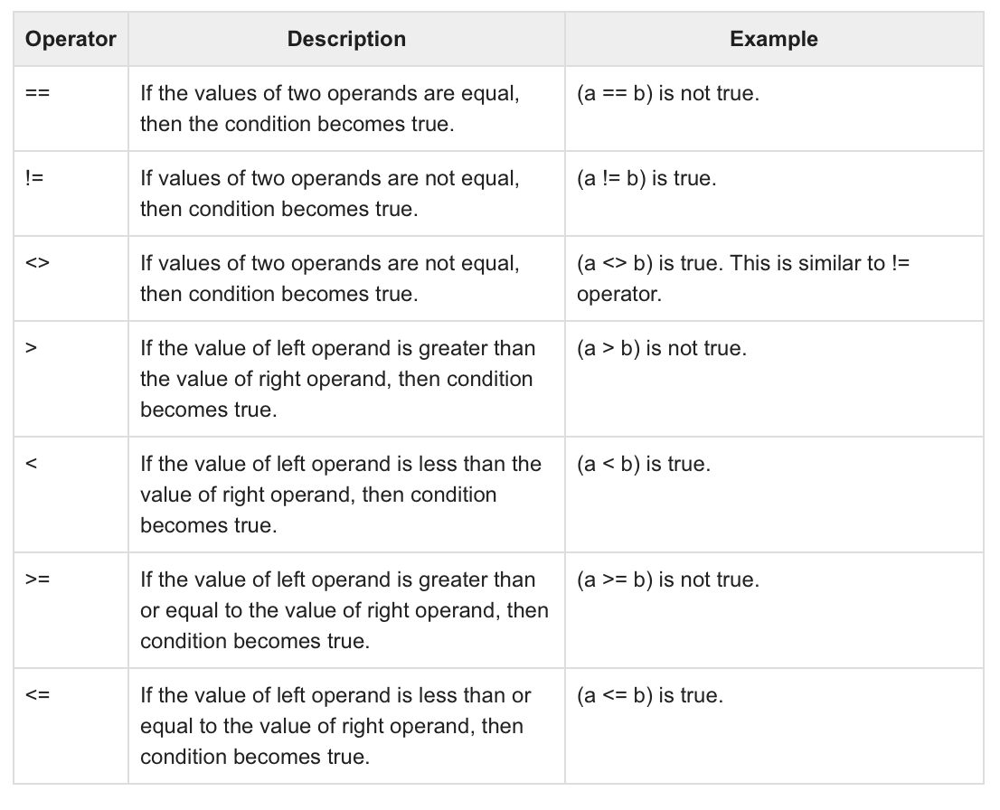 Operator Description Example
== If the values of two operands are equal, (a == b) is not true.
then the condition becomes true.
!= If values of two operands are not equal, (a != b) is true.
then condition becomes true.
<> If values of two operands are not equal, (a <> b) is true. This is similar to !=
then condition becomes true. operator.
> If the value of left operand is greater than (a > b) is not true.
the value of right operand, then condition
becomes true.
< If the value of left operand is less than the (a < b) is true.
value of right operand, then condition
becomes true.
>= If the value of left operand is greater than (a >= b) is not true.
or equal to the value of right operand, then
condition becomes true.
<= If the value of left operand is less than or (a <= b) is true.
equal to the value of right operand, then
condition becomes true.